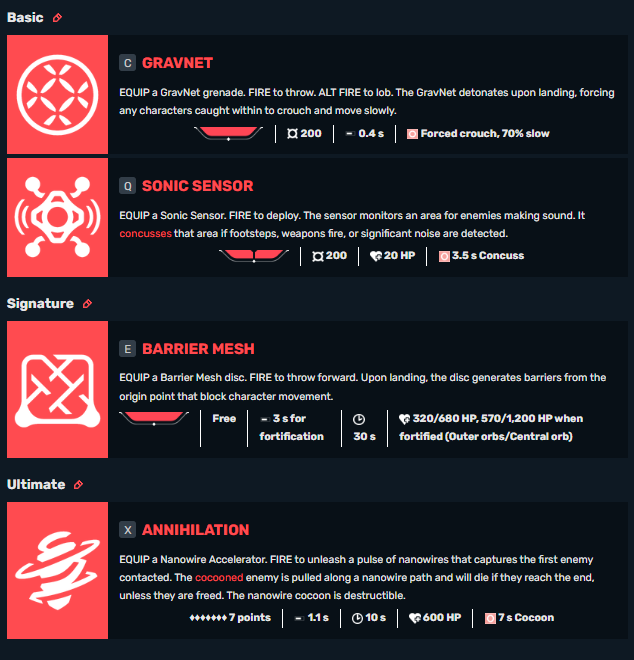 Basic
C GRAVNET
EQUIP a GravNet grenade. FIRE to throw. ALT FIRE to lob. The GravNet detonates upon landing, forcing
any characters caught within to crouch and move slowly.
200 0.4 s Forced crouch, 70% slow
Q SONIC SENSOR
EQUIP a Sonic Sensor. FIRE to deploy. The sensor monitors an area for enemies making sound. It
concusses that area if footsteps, weapons fire, or significant noise are detected.
200 20 HP 3.5 s Concuss
Signature
E BARRIER MESH
EQUIP a Barrier Mesh disc. FIRE to throw forward. Upon landing, the disc generates barriers from the
origin point that block character movement.
Free 3 s for 320/680 HP, 570/1,200 HP when
fortification 30 s fortified (Outer orbs/Central orb)
Ultimate
X ANNIHILATION
EQUIP a Nanowire Accelerator. FIRE to unleash a pulse of nanowires that captures the first enemy
contacted. The cocooned enemy is pulled along a nanowire path and will die if they reach the end,
unless they are freed. The nanowire cocoon is destructible.
7 points 1.1 s 10 s 600 HP 7 s Cocoon